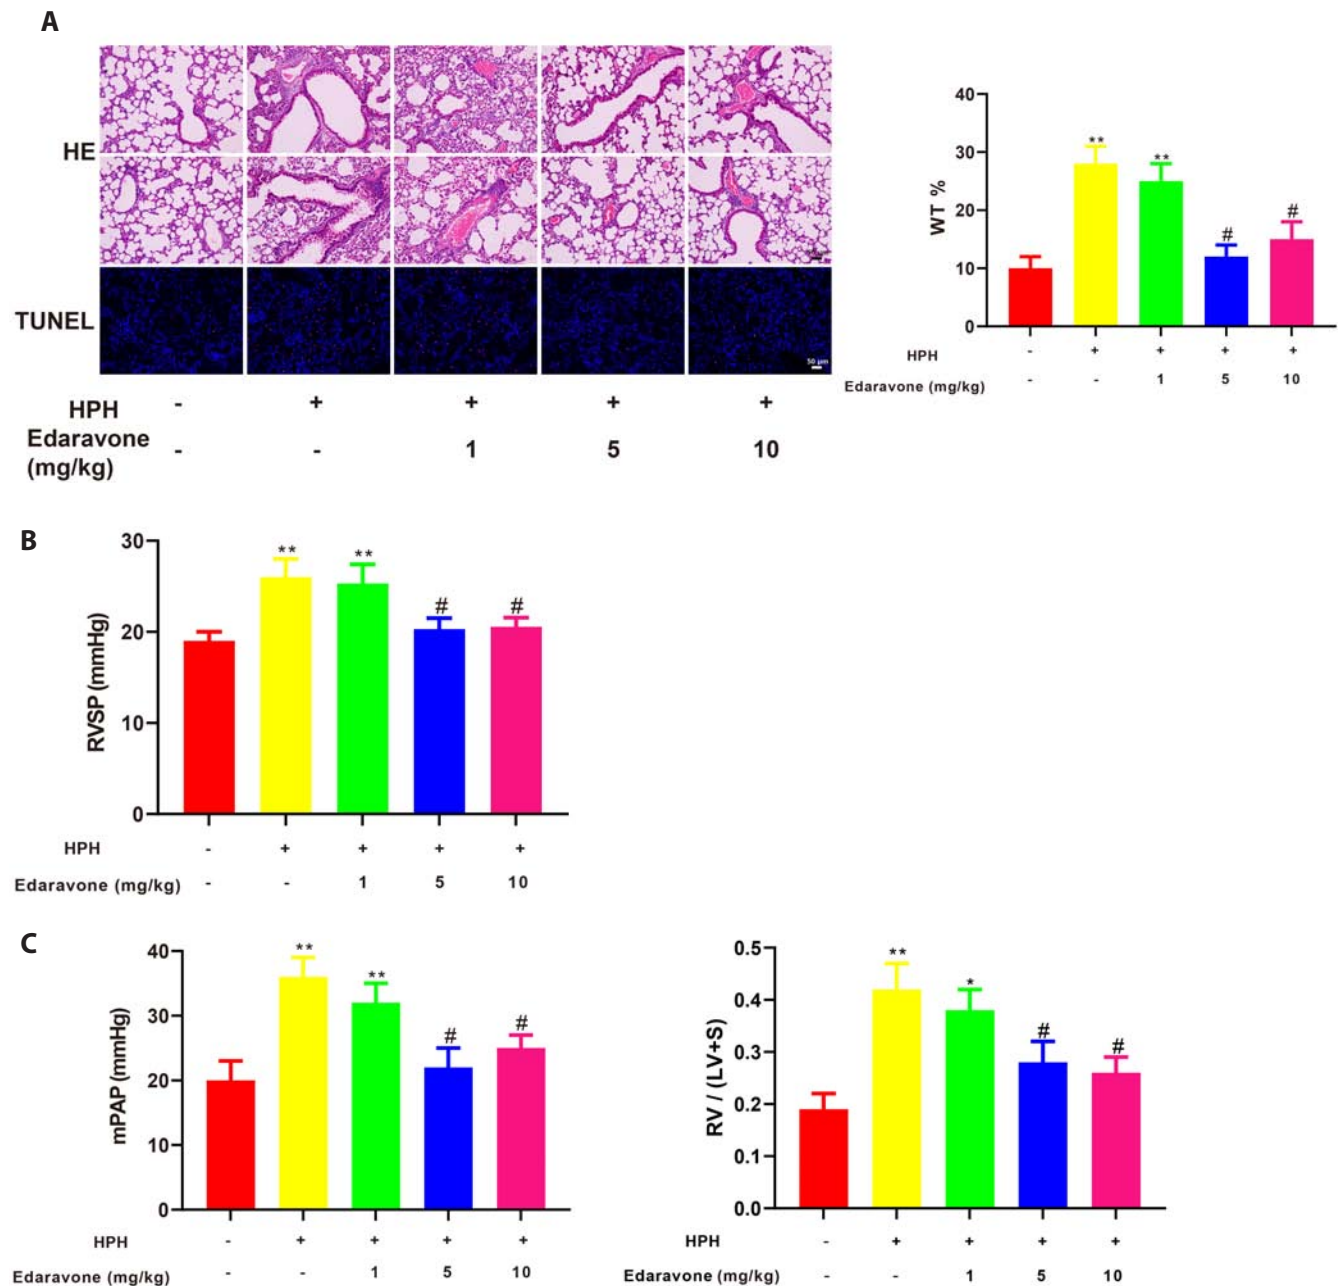 A
HE
TUNEL
50 μm
HPH - + + + +
Edaravone
(mg/kg) - - 1 5 10
WT %
40
30
20
10
0
** ** # #
HPH - + + + +
Edaravone (mg/kg) - - 1 5 10
B
RVSP (mmHg)
30
20
10
0
** ** # #
HPH - + + + +
Edaravone (mg/kg) - - 1 5 10
C
mPAP (mmHg)
40
30
20
10
0
** ** # #
HPH - + + + +
Edaravone (mg/kg) - - 1 5 10
RV / (LV+S)
0.5
0.4
0.3
0.2
0.1
0.0
** * # #
HPH - + + + +
Edaravone (mg/kg) - - 1 5 10